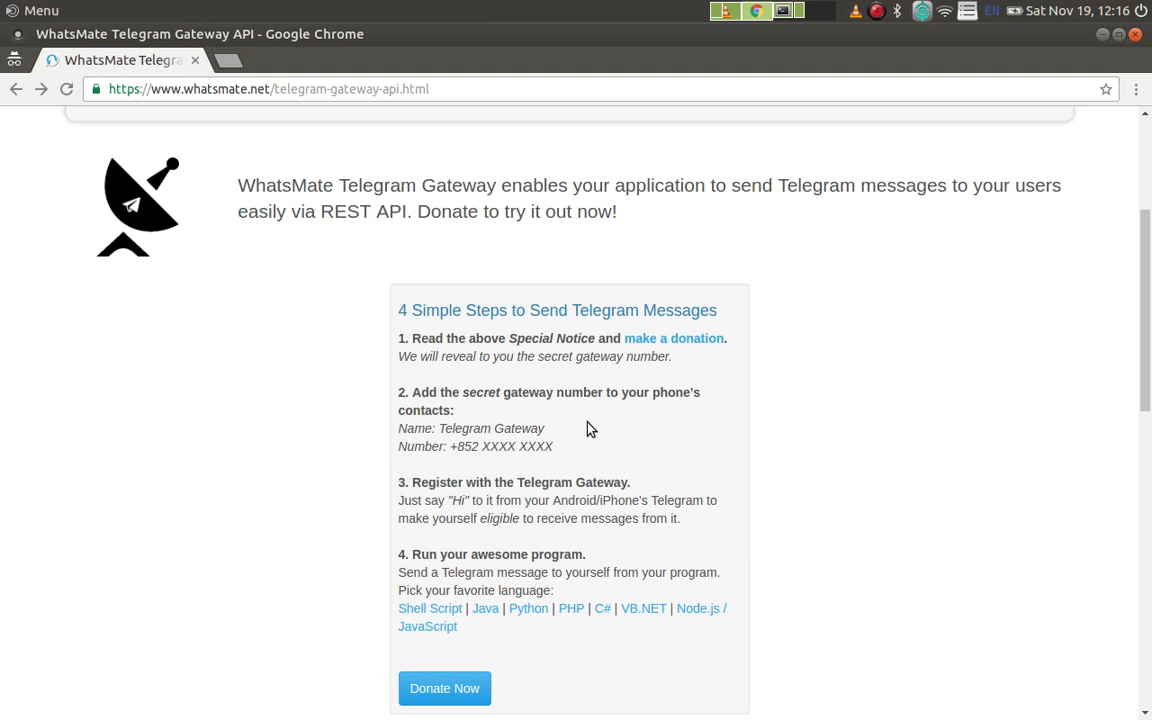 Menu
EN
Sat Nov 19, 12:16
WhatsMate Telegram Gateway API - Google Chrome
WhatsMate Telegra
https://www.whatsmate.net/telegram-gateway-api.html
WhatsMate Telegram Gateway enables your application to send Telegram messages to your users
easily via REST API. Donate to try it out now!
4 Simple Steps to Send Telegram Messages
1. Read the above Special Notice and make a donation.
We will reveal to you the secret gateway number.
2. Add the secret gateway number to your phone's
contacts:
Name: Telegram Gateway
Number: +852 XXXX XXXX
3. Register with the Telegram Gateway.
Just say "Hi" to it from your Android/iPhone's Telegram to
make yourself eligible to receive messages from it.
4. Run your awesome program.
Send a Telegram message to yourself from your program.
Pick your favorite language:
Shell Script | Java | Python | PHP | C# | VB.NET | Node.js /
JavaScript
Donate Now